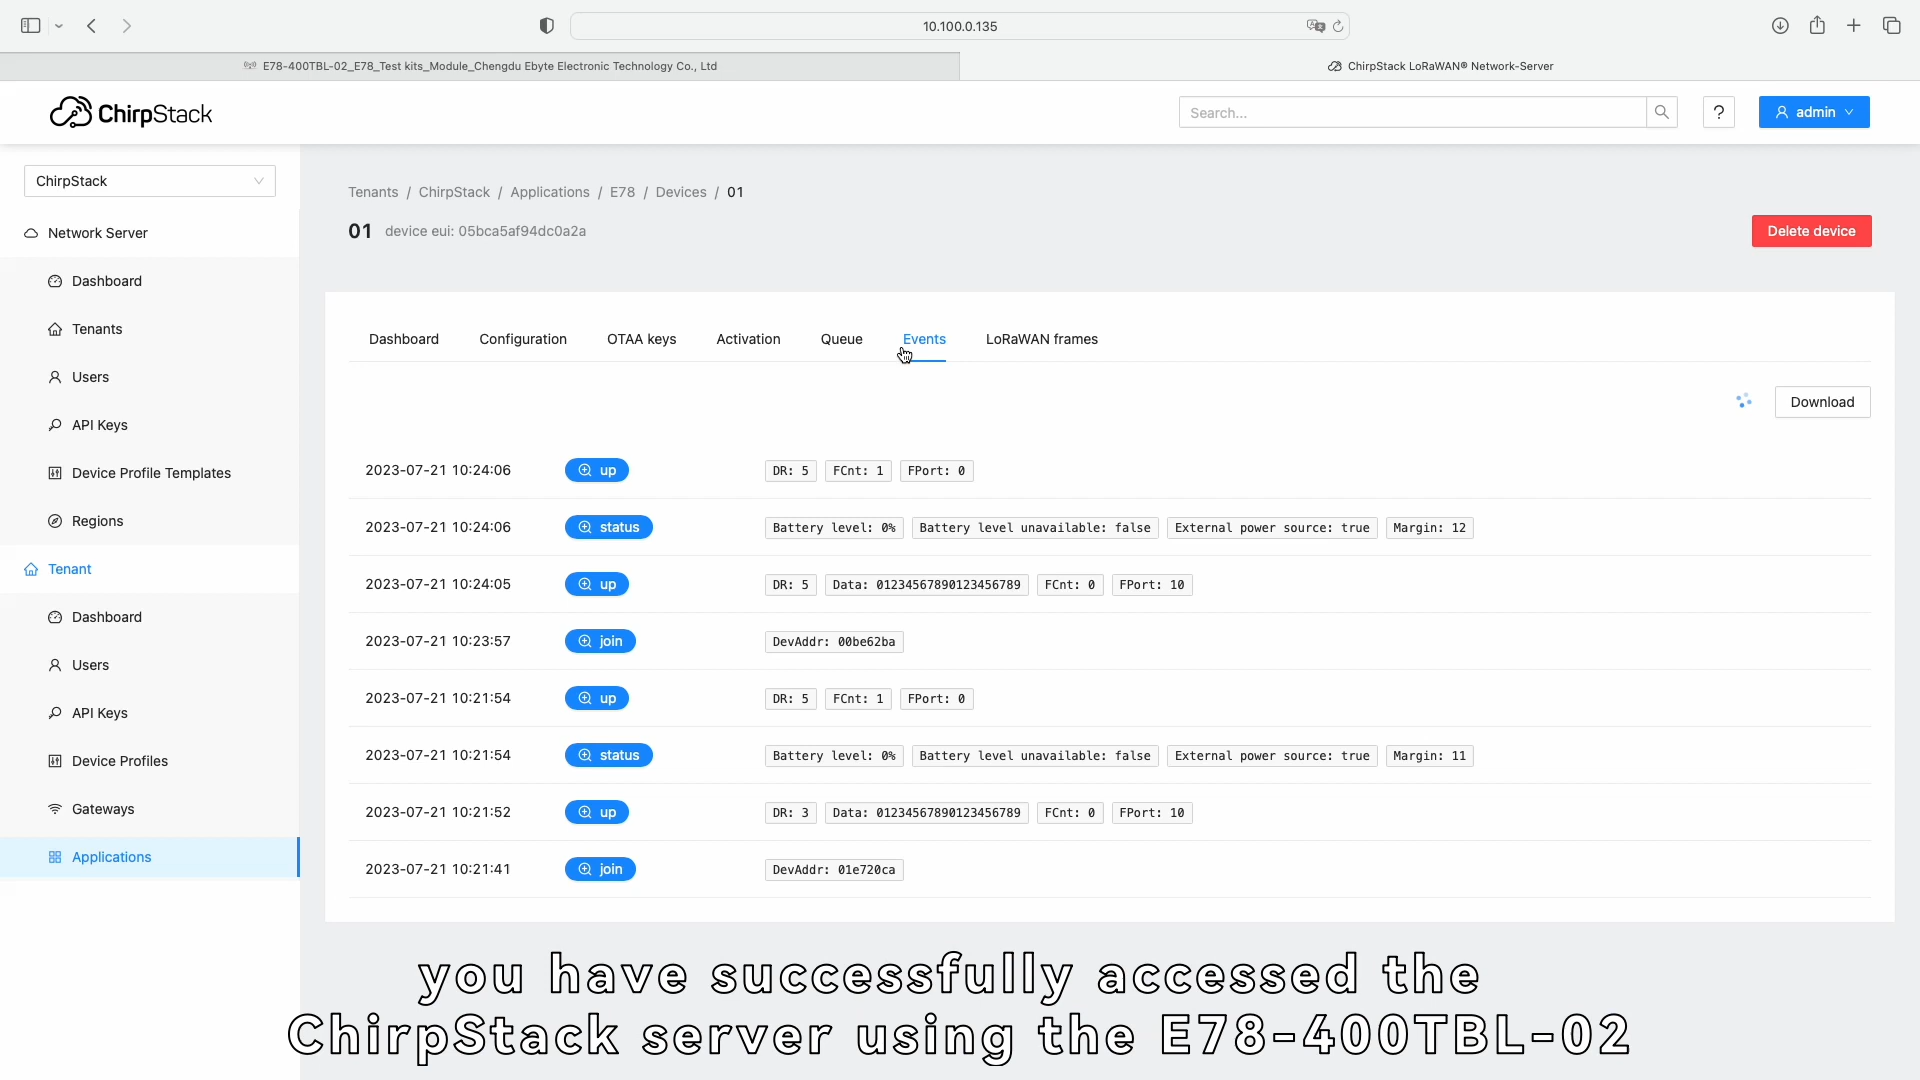 10.100.0.135
E78-400TBL-02_E78_Test kits_Module_Chengdu Ebyte Electronic Technology Co., Ltd
ChirpStack LoRaWAN® Network-Server
ChirpStack
Search...
?
admin
ChirpStack
Network Server
Dashboard
Tenants
Users
API Keys
Device Profile Templates
Regions
Tenant
Dashboard
Users
API Keys
Device Profiles
Gateways
Applications
Tenants / ChirpStack / Applications / E78 / Devices / 01
01 device eui: 05bca5af94dc0a2a
Delete device
Dashboard Configuration OTAA keys Activation Queue Events LoRaWAN frames
Download
2023-07-21 10:24:06 up DR: 5 FCnt: 1 FPort: 0
2023-07-21 10:24:06 status Battery level: 0% Battery level unavailable: false External power source: true Margin: 12
2023-07-21 10:24:05 up DR: 5 Data: 01234567890123456789 FCnt: 0 FPort: 10
2023-07-21 10:23:57 join DevAddr: 00be62ba
2023-07-21 10:21:54 up DR: 5 FCnt: 1 FPort: 0
2023-07-21 10:21:54 status Battery level: 0% Battery level unavailable: false External power source: true Margin: 11
2023-07-21 10:21:52 up DR: 3 Data: 01234567890123456789 FCnt: 0 FPort: 10
2023-07-21 10:21:41 join DevAddr: 01e720ca
you have successfully accessed the
ChirpStack server using the E78-400TBL-02